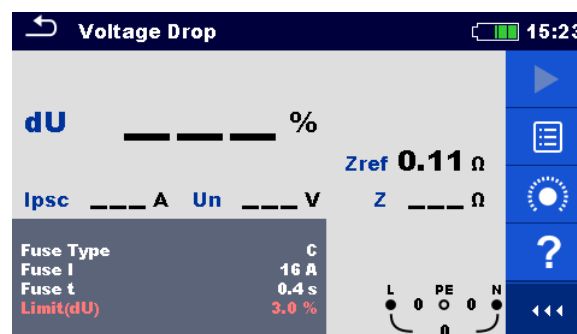 Voltage Drop 15:23
dU ___ %
Zref 0.11 Ω
Ipsc ___ A Un ___ V Z ___ Ω
Fuse Type C
Fuse I 16 A
Fuse t 0.4 s
Limit(dU) 3.0 %
L PE N
0 0
0
?